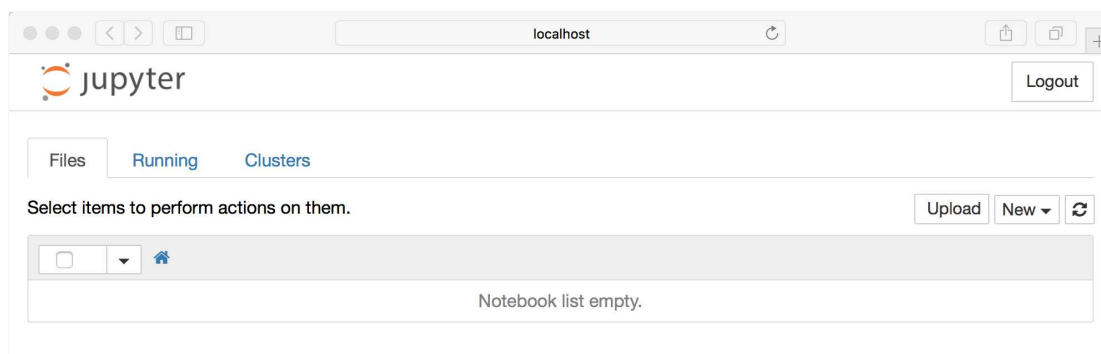 localhost
jupyter
Logout
Files Running Clusters
Select items to perform actions on them.
Upload New
Notebook list empty.